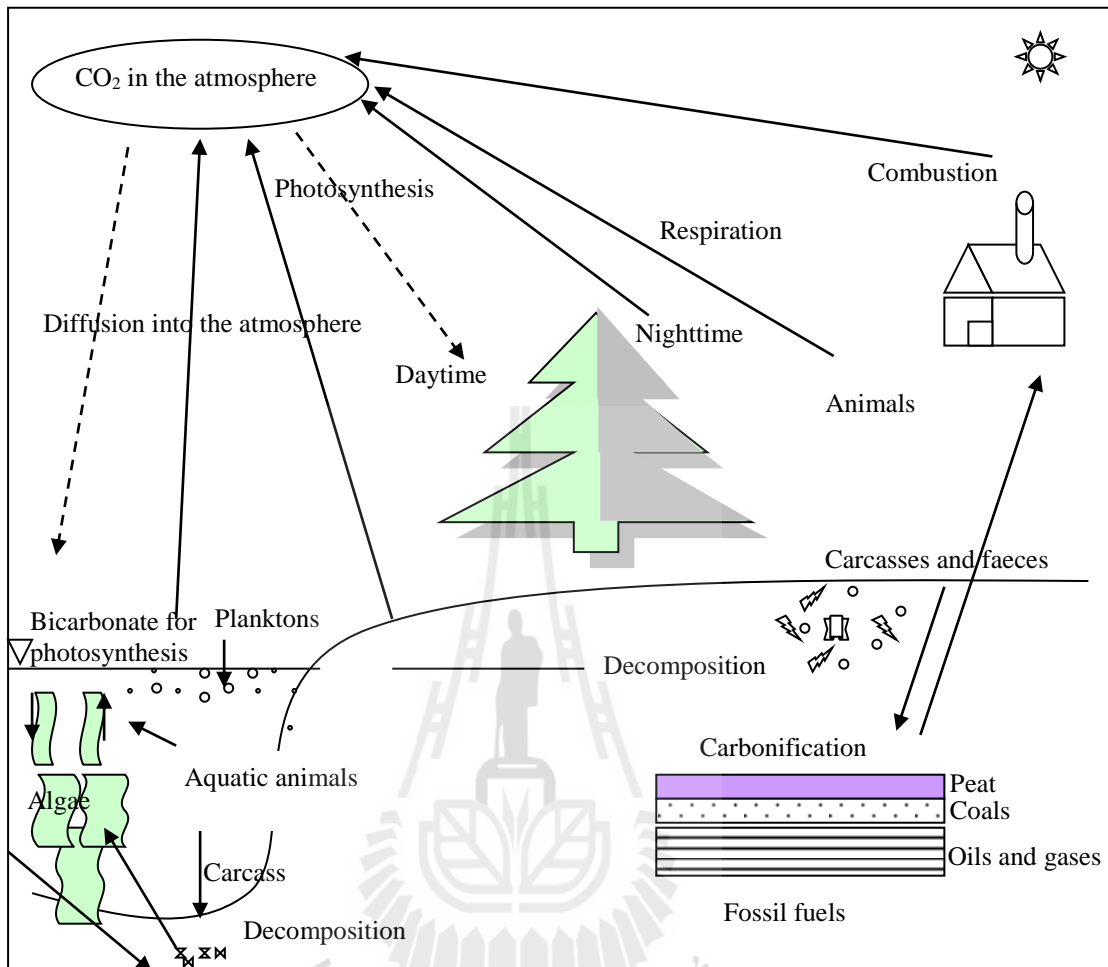 CO₂ in the atmosphere
Combustion
Photosynthesis
Respiration
Diffusion into the atmosphere
Nighttime
Daytime
Animals
Carcasses and faeces
Bicarbonate for
photosynthesis
Planktons
Decomposition
Carbonification
Aquatic animals
Peat
Algae
Coals
Oils and gases
Carcass
Fossil fuels
Decomposition